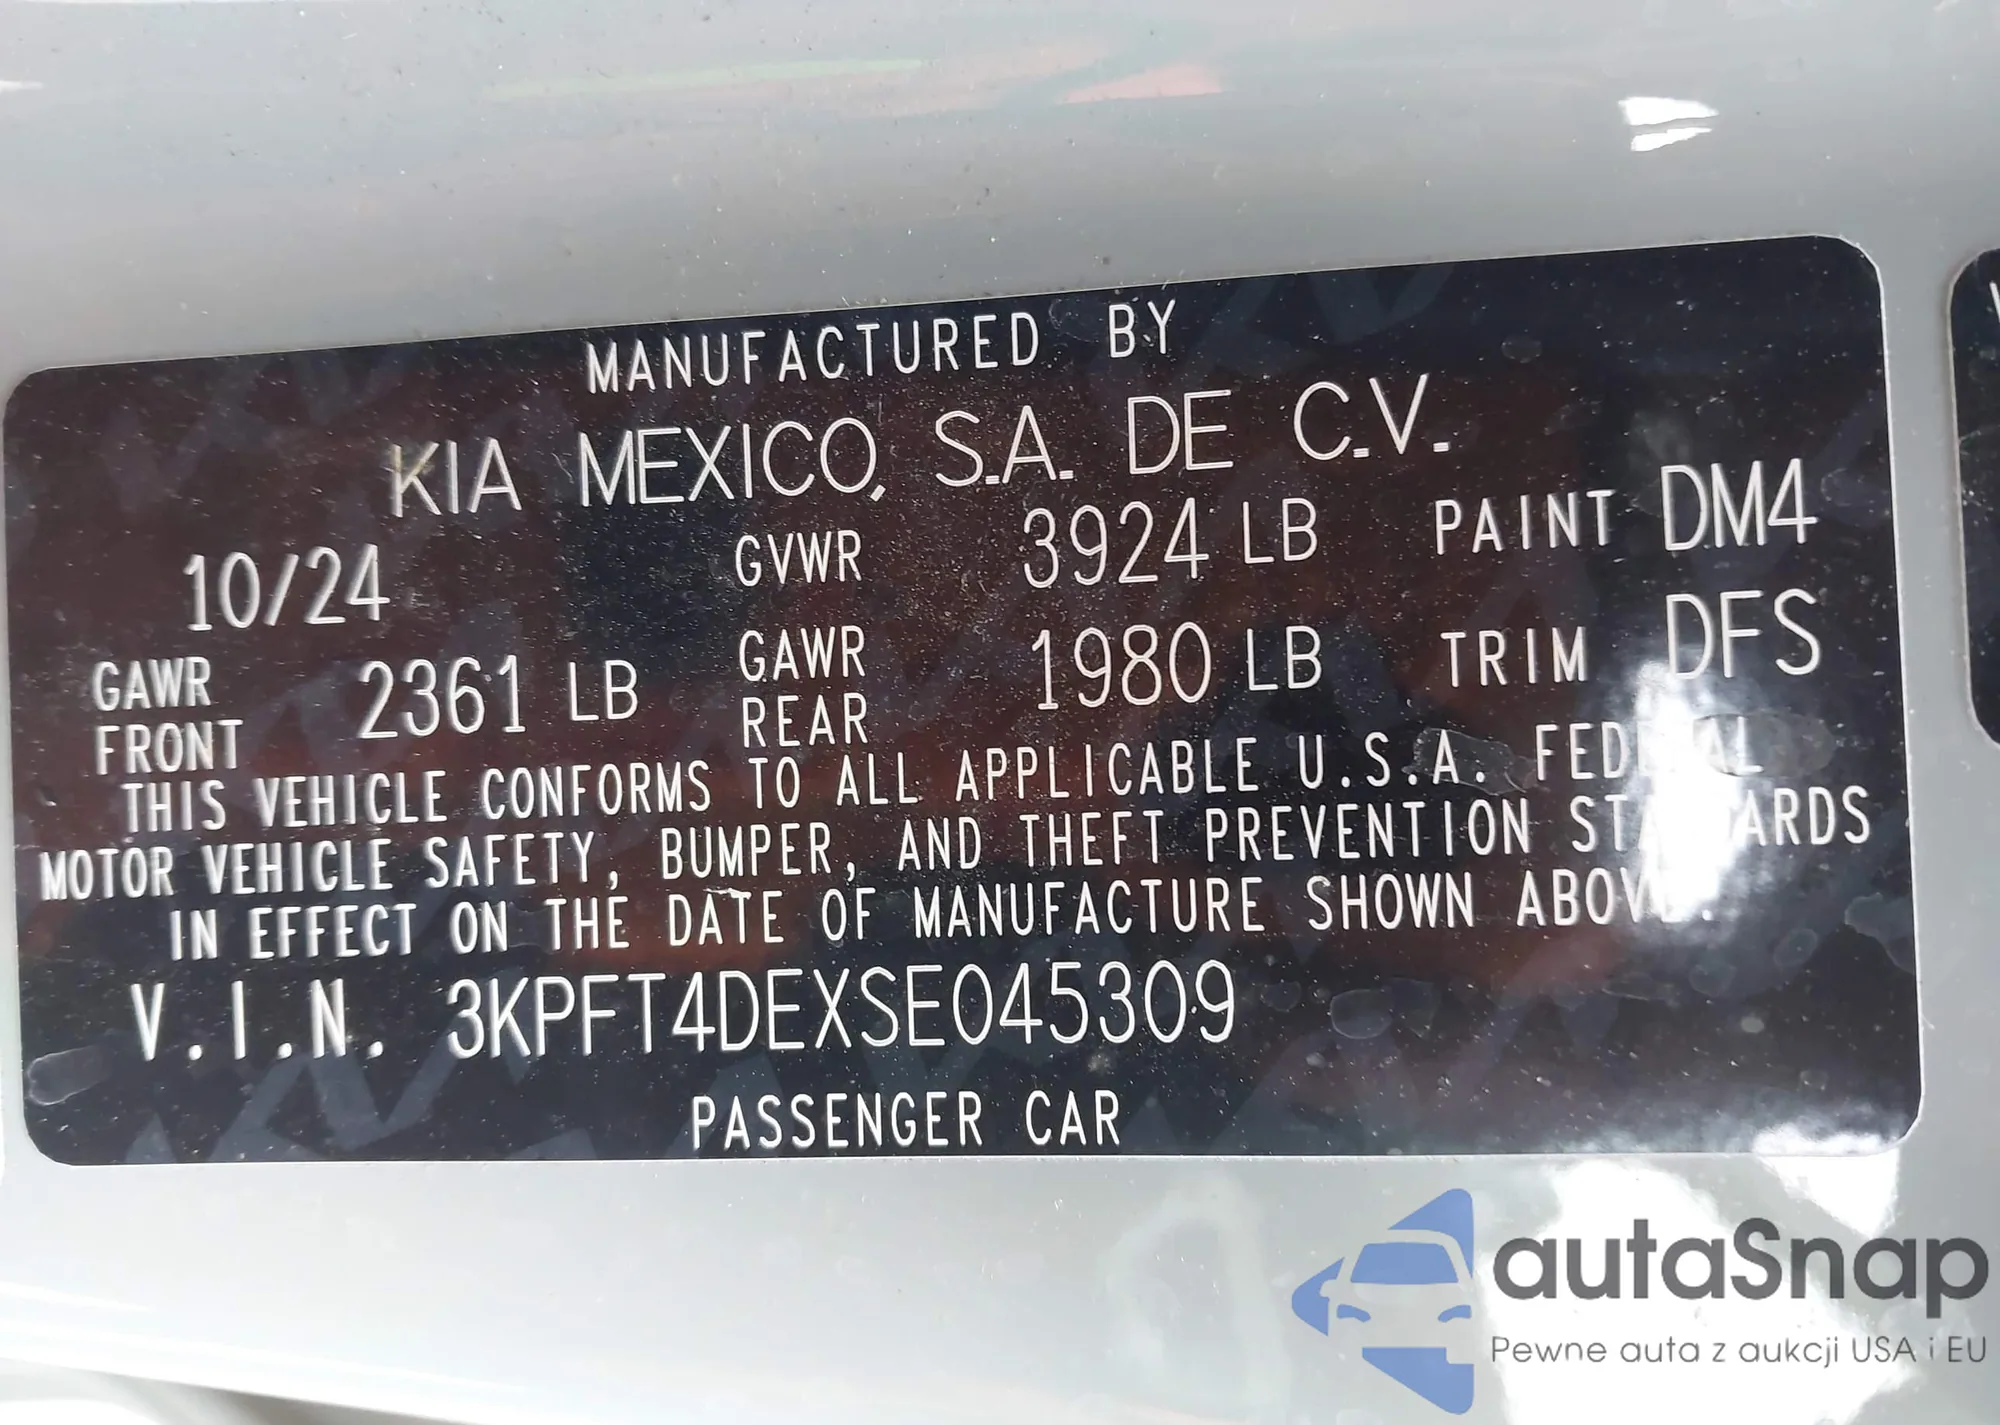 MANUFACTURED BY
KIA MEXICO, S.A. DE C.V.
10/24 GVWR 3924 LB PAINT DM4
GAWR FRONT 2361 LB GAWR REAR 1980 LB TRIM DFS
THIS VEHICLE CONFORMS TO ALL APPLICABLE U.S.A. FEDERAL
MOTOR VEHICLE SAFETY, BUMPER, AND THEFT PREVENTION STANDARDS
IN EFFECT ON THE DATE OF MANUFACTURE SHOWN ABOVE.
V.I.N. 3KPFT4DEXSE045309
PASSENGER CAR
autaSnap
Pewne auta z aukcji USA i EU